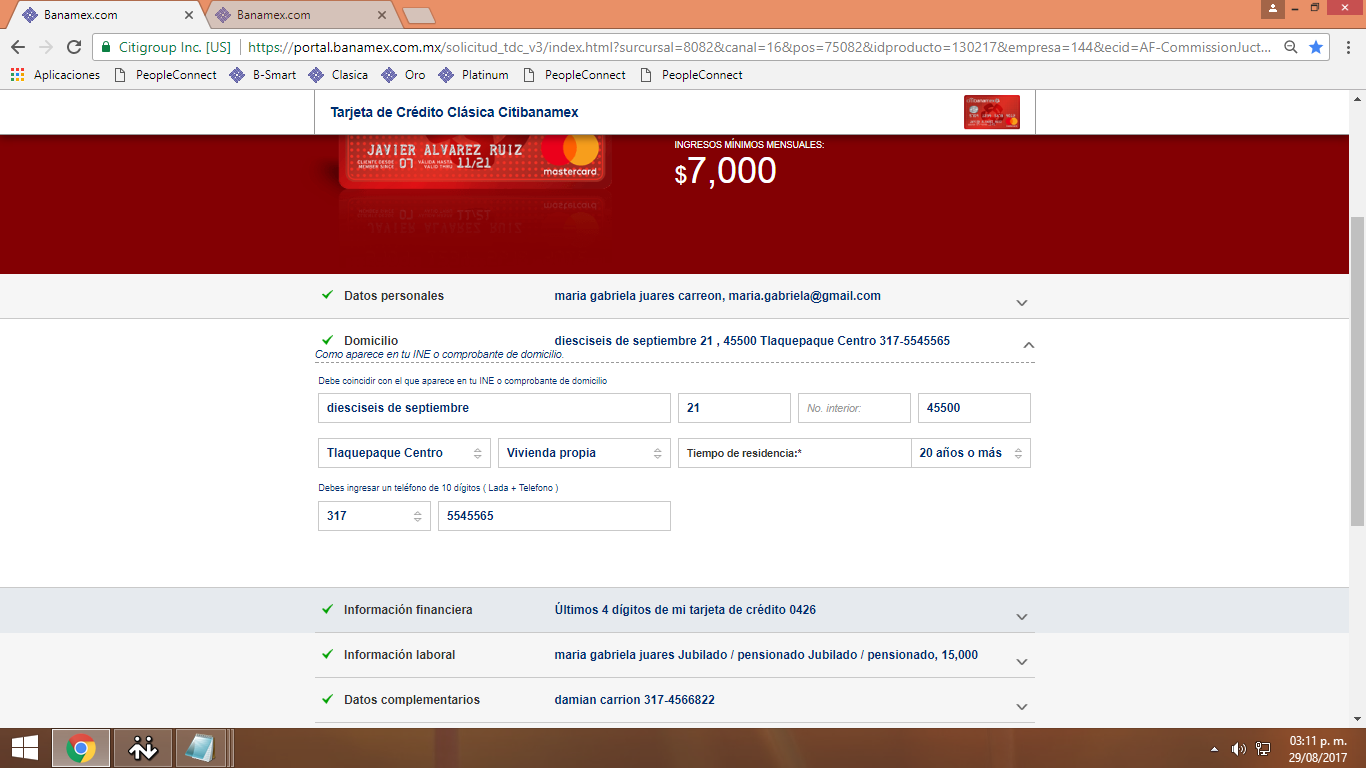 Banamex.com
Banamex.com
Citigroup Inc. [US] https://portal.banamex.com.mx/solicitud_tdc_v3/index.html?surcursal=8082&canal=16&pos=75082&idproducto=130217&empresa=144&ecid=AF-CommissionJuct...
Aplicaciones PeopleConnect B-Smart Clasica Oro Platinum PeopleConnect PeopleConnect
Tarjeta de Crédito Clásica Citibanamex
JAVIER ALVAREZ RUIZ
CLIENTE DESDE MEMBER SINCE 07 VALIDA HASTA VALID THRU 11/21
mastercard
INGRESOS MÍNIMOS MENSUALES:
$7,000
Datos personales maria gabriela juares carreon, maria.gabriela@gmail.com
Domicilio diesciseis de septiembre 21 , 45500 Tlaquepaque Centro 317-5545565
Como aparece en tu INE o comprobante de domicilio.
Debe coincidir con el que aparece en tu INE o comprobante de domicilio
diesciseis de septiembre 21 No. interior: 45500
Tlaquepaque Centro Vivienda propia Tiempo de residencia:* 20 años o más
Debes ingresar un teléfono de 10 dígitos ( Lada + Telefono )
317 5545565
Información financiera Últimos 4 dígitos de mi tarjeta de crédito 0426
Información laboral maria gabriela juares Jubilado / pensionado Jubilado / pensionado, 15,000
Datos complementarios damian carrion 317-4566822
03:11 p. m.
29/08/2017